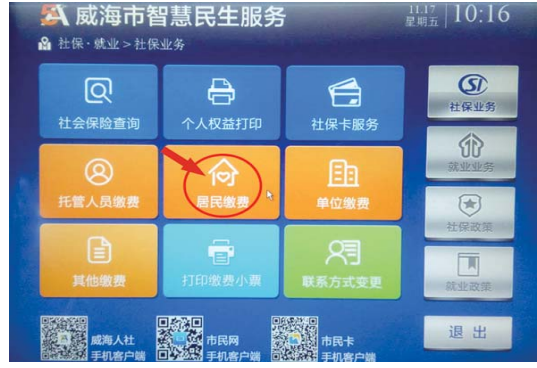 威海市智慧民生服务
11.17
星期五
10:16
社保·就业>社保业务
社会保险查询
个人权益打印
社保卡服务
社保业务
就业业务
托管人员缴费
居民缴费
单位缴费
社保政策
其他缴费
打印缴费小票
联系方式变更
就业政策
威海人社
手机客户端
市民网
手机客户端
市民卡
手机客户端
退 出